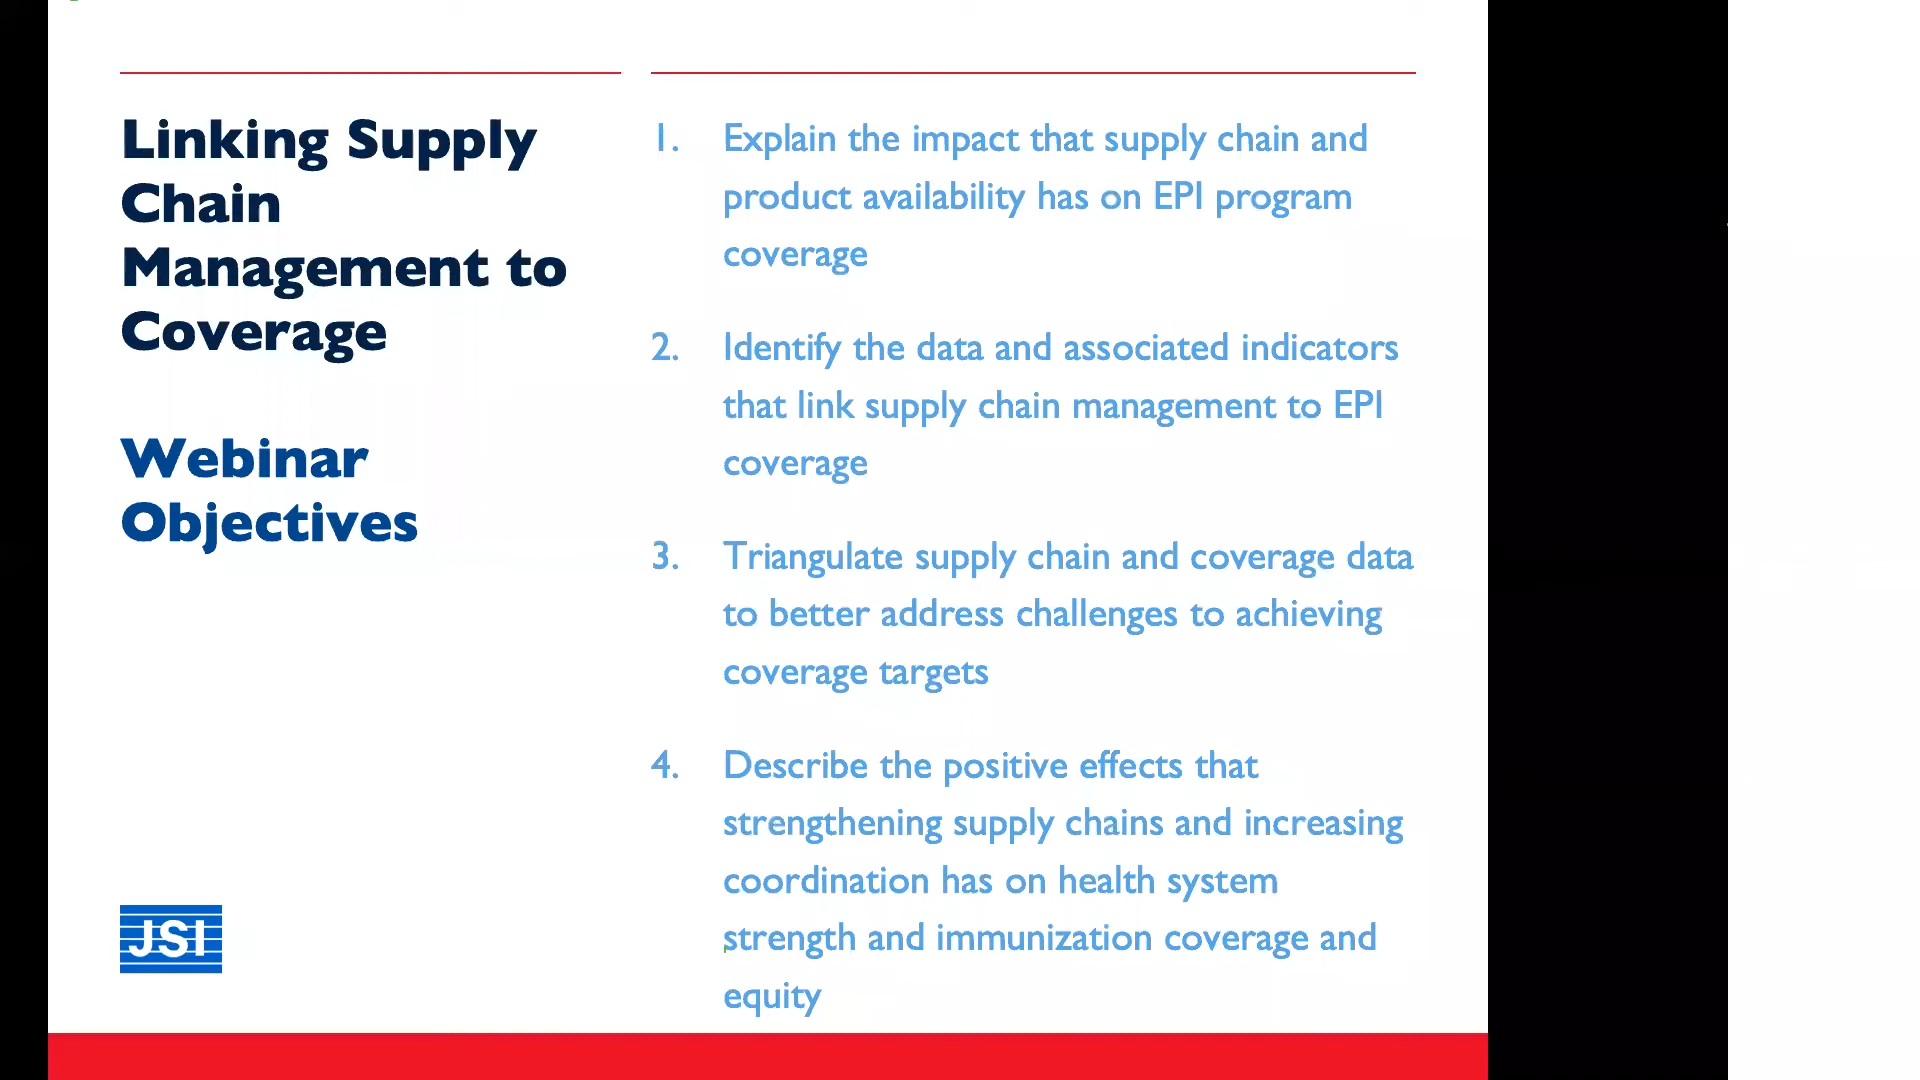 Linking Supply
Chain
Management to
Coverage
Webinar
Objectives
1. Explain the impact that supply chain and
product availability has on EPI program
coverage
2. Identify the data and associated indicators
that link supply chain management to EPI
coverage
3. Triangulate supply chain and coverage data
to better address challenges to achieving
coverage targets
4. Describe the positive effects that
strengthening supply chains and increasing
coordination has on health system
strength and immunization coverage and
equity
JSI